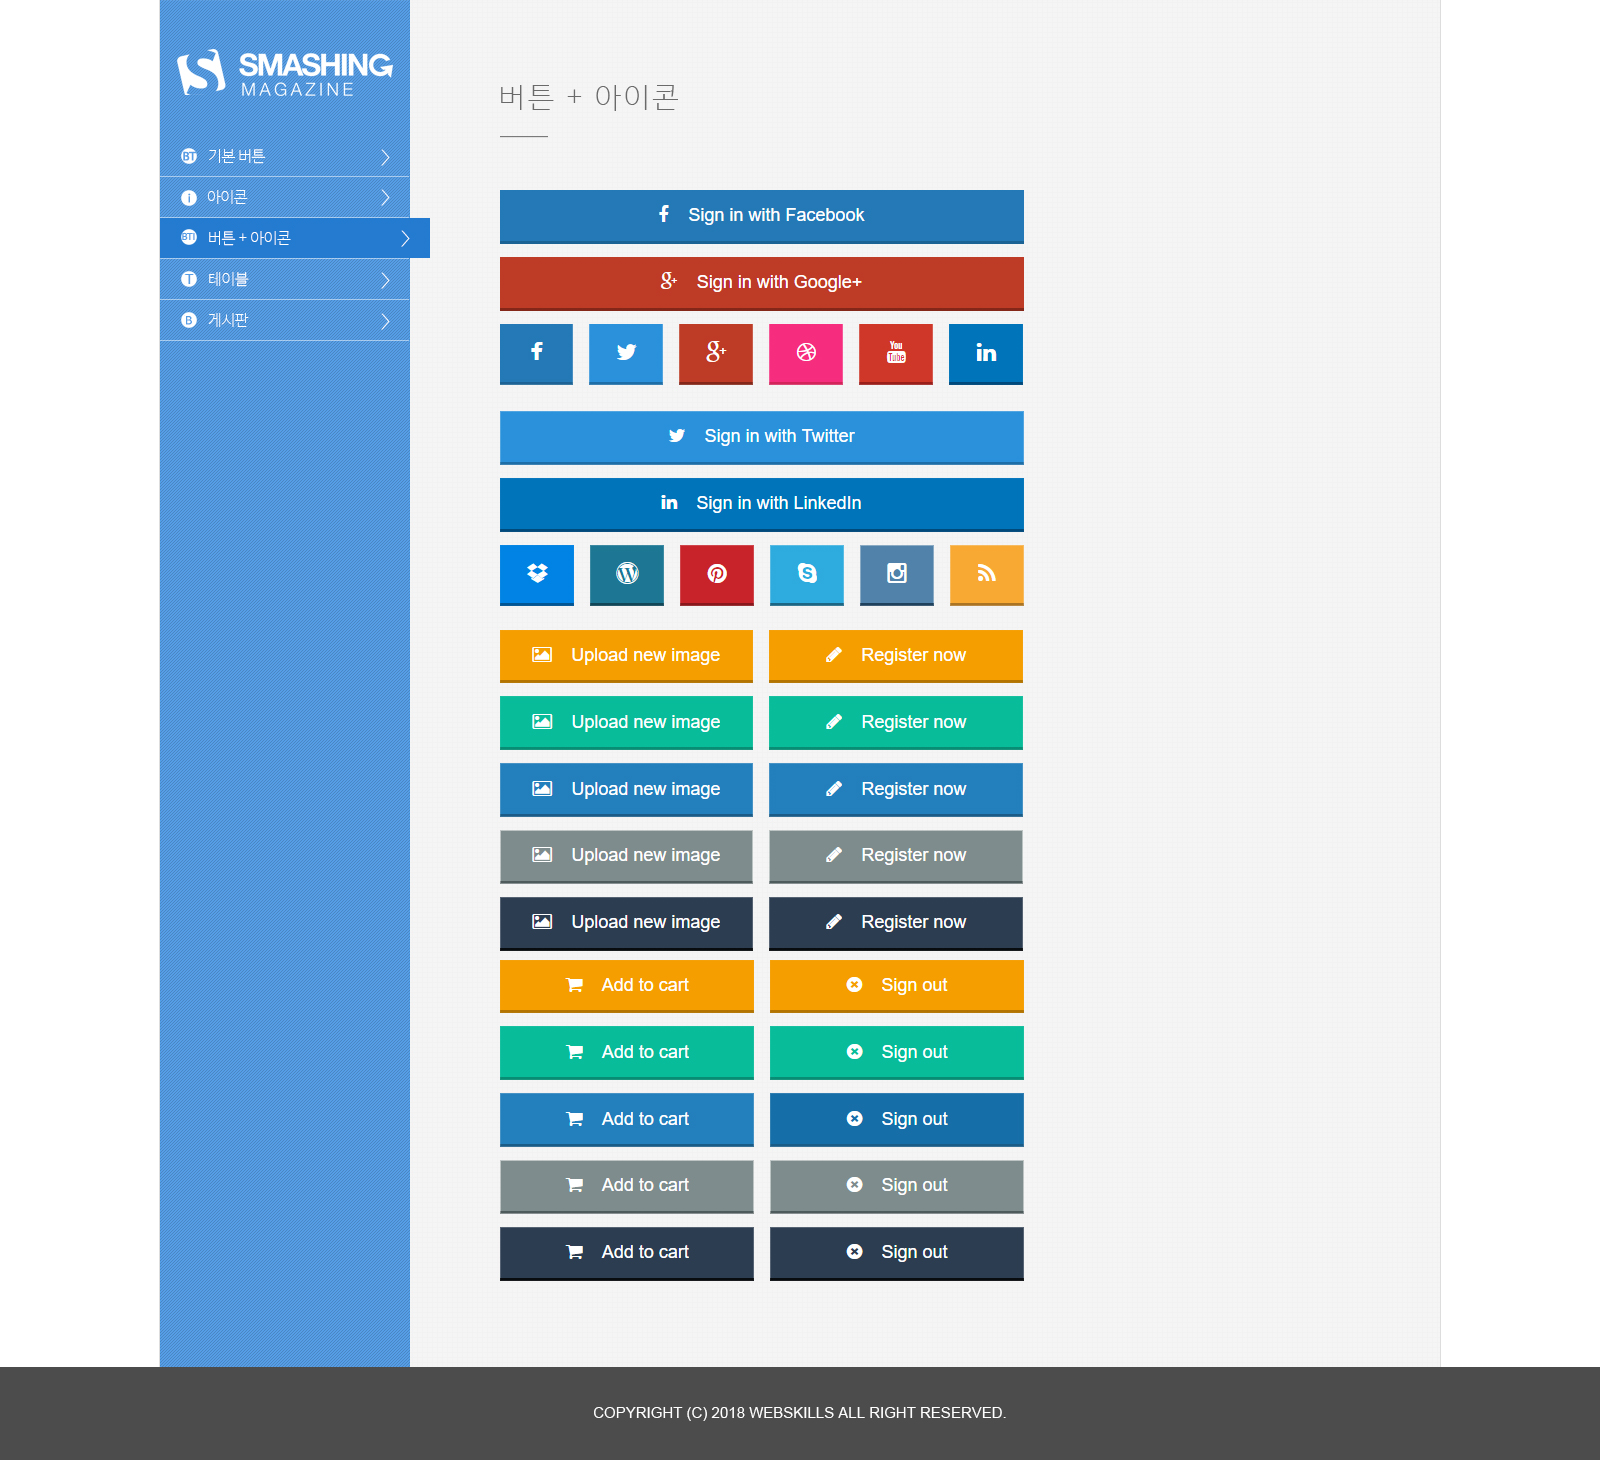 SMASHING
MAGAZINE
BT 기본 버튼
i 아이콘
BTI 버튼 + 아이콘
T 테이블
B 게시판
버튼 + 아이콘
f Sign in with Facebook
g+ Sign in with Google+
f g+ You Tube in
Sign in with Twitter
in Sign in with LinkedIn
Upload new image Register now
Upload new image Register now
Upload new image Register now
Upload new image Register now
Upload new image Register now
Add to cart Sign out
Add to cart Sign out
Add to cart Sign out
Add to cart Sign out
Add to cart Sign out
COPYRIGHT (C) 2018 WEBSKILLS ALL RIGHT RESERVED.